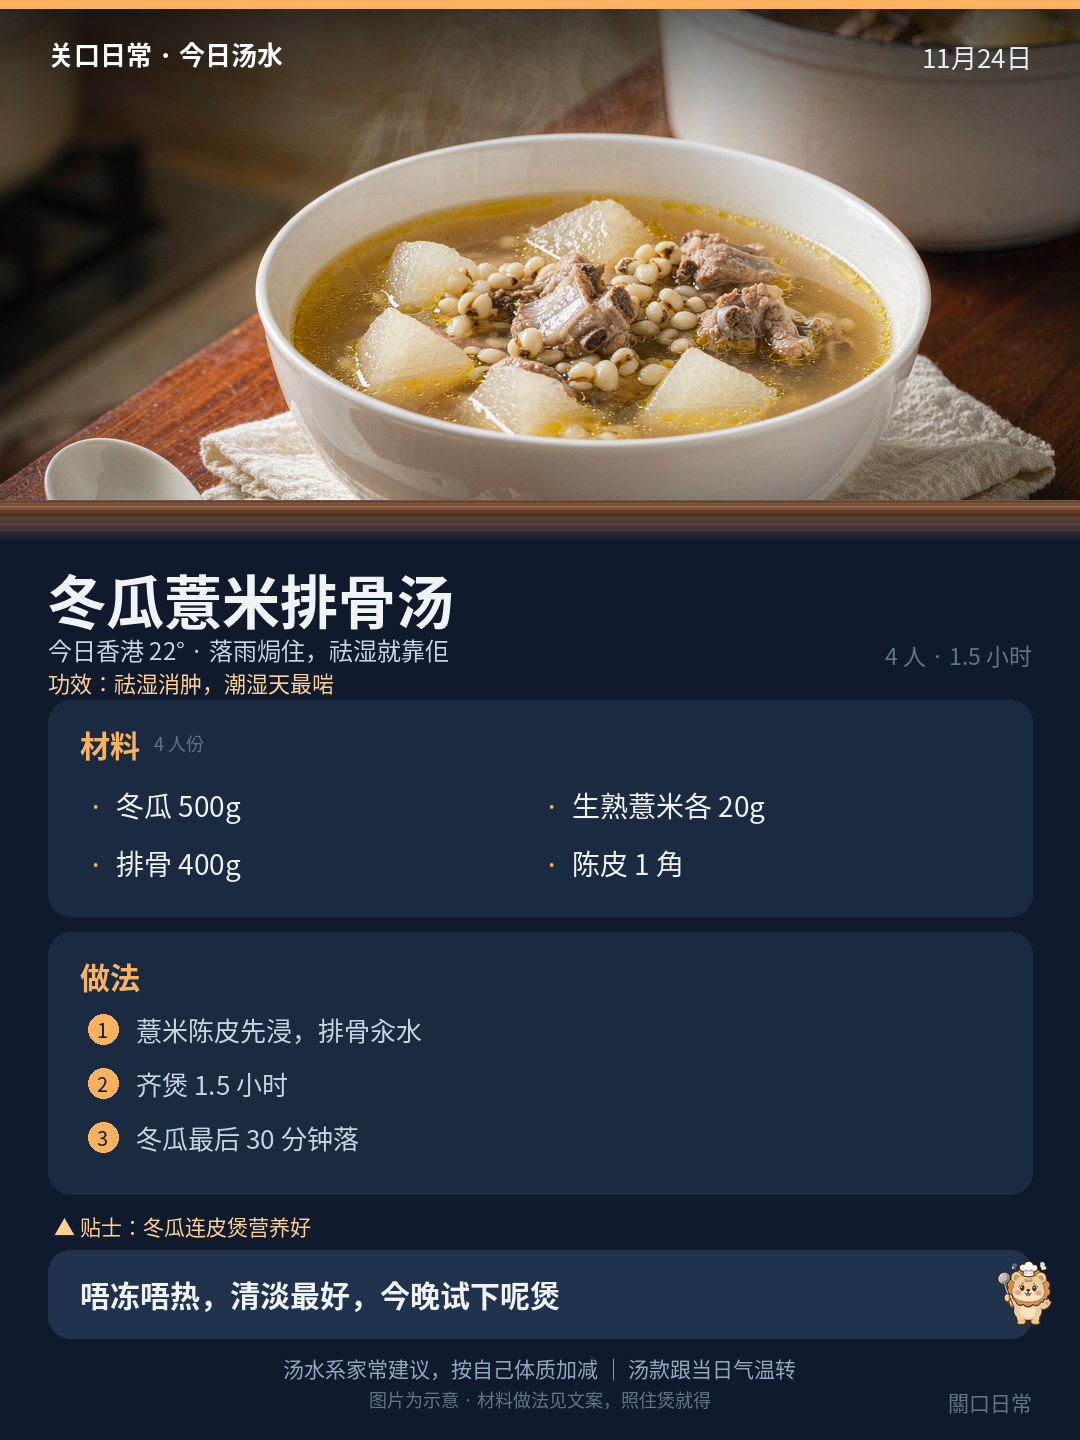 关口日常 · 今日汤水
11月24日
冬瓜薏米排骨汤
今日香港 22° · 落雨焗住，祛湿就靠佢
4 人 · 1.5 小时
功效：祛湿消肿，潮湿天最啱
材料 4 人份
· 冬瓜 500g
· 生熟薏米各 20g
· 排骨 400g
· 陈皮 1 角
做法
1 薏米陈皮先浸，排骨汆水
2 齐煲 1.5 小时
3 冬瓜最后 30 分钟落
▲ 贴士：冬瓜连皮煲营养好
唔冻唔热，清淡最好，今晚试下呢煲
汤水系家常建议，按自己体质加减 ｜ 汤款跟当日气温转
图片为示意 · 材料做法见文案，照住煲就得
關口日常